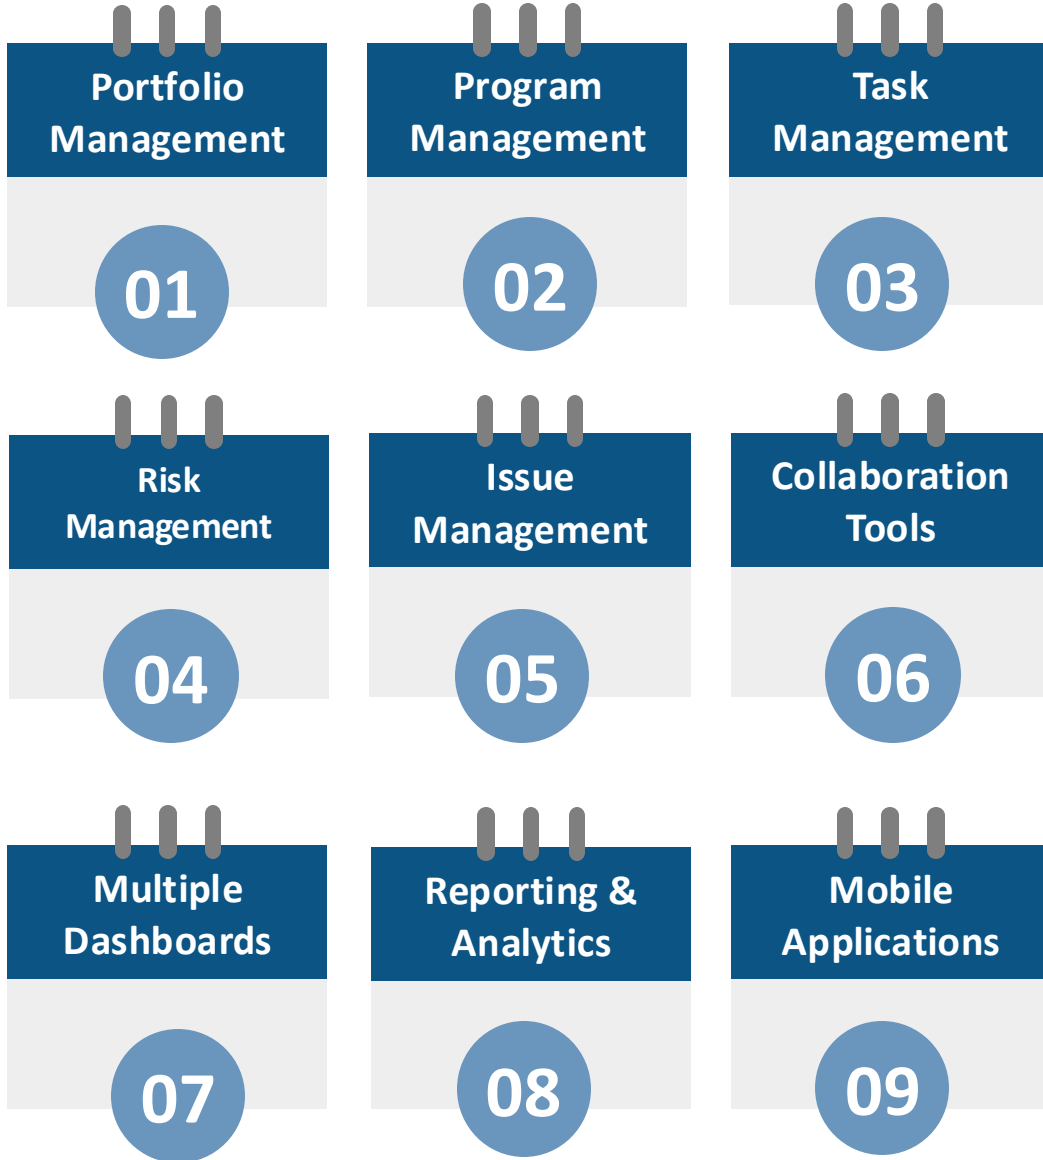 Portfolio
Management
01
Program
Management
02
Task
Management
03
Risk
Management
04
Issue
Management
05
Collaboration
Tools
06
Multiple
Dashboards
07
Reporting &
Analytics
08
Mobile
Applications
09